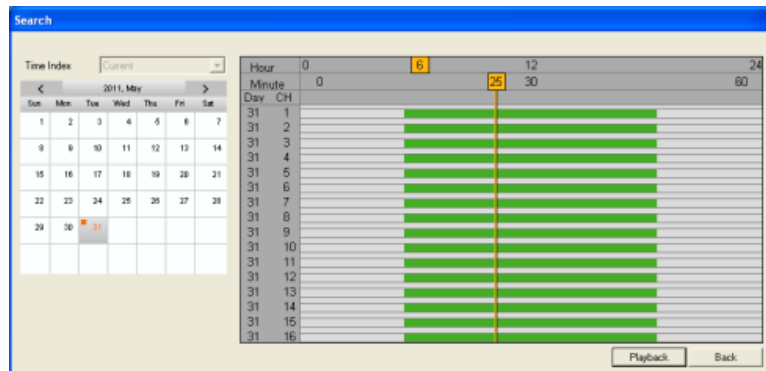 Search
Time Index Current
< 2011, May >
Sun Mon Tue Wed Thu Fri Sat
1 2 3 4 5 6 7
8 9 10 11 12 13 14
15 16 17 18 19 20 21
22 23 24 25 26 27 28
29 30 31
Hour 0 6 12 24
Minute 0 25 30 60
Day CH
31 1
31 2
31 3
31 4
31 5
31 6
31 7
31 8
31 9
31 10
31 11
31 12
31 13
31 14
31 15
31 16
Playback Back